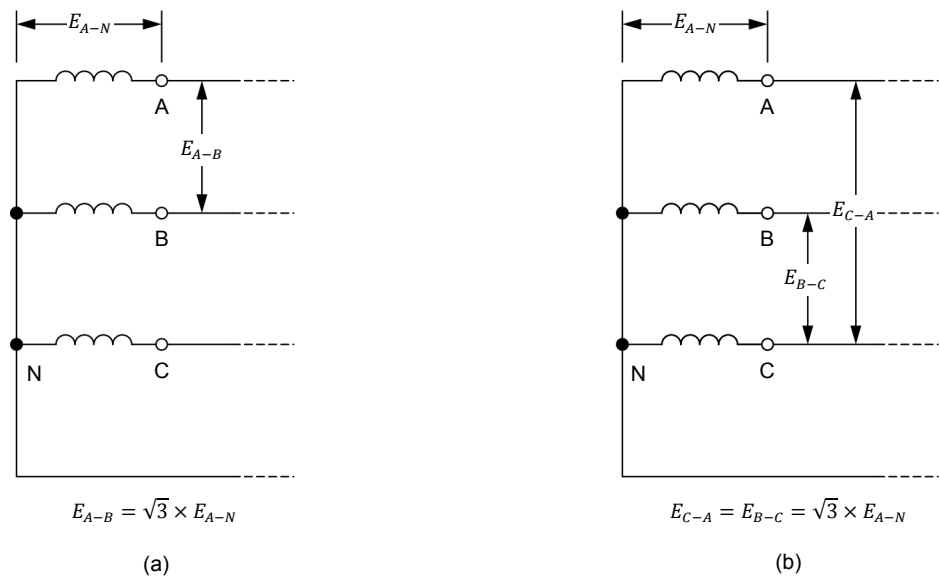 E_{A−N}
A
E_{A−B}
B
N
C
E_{A−B} = √3 × E_{A−N}
(a)
E_{A−N}
A
E_{C−A}
B
E_{B−C}
N
C
E_{C−A} = E_{B−C} = √3 × E_{A−N}
(b)